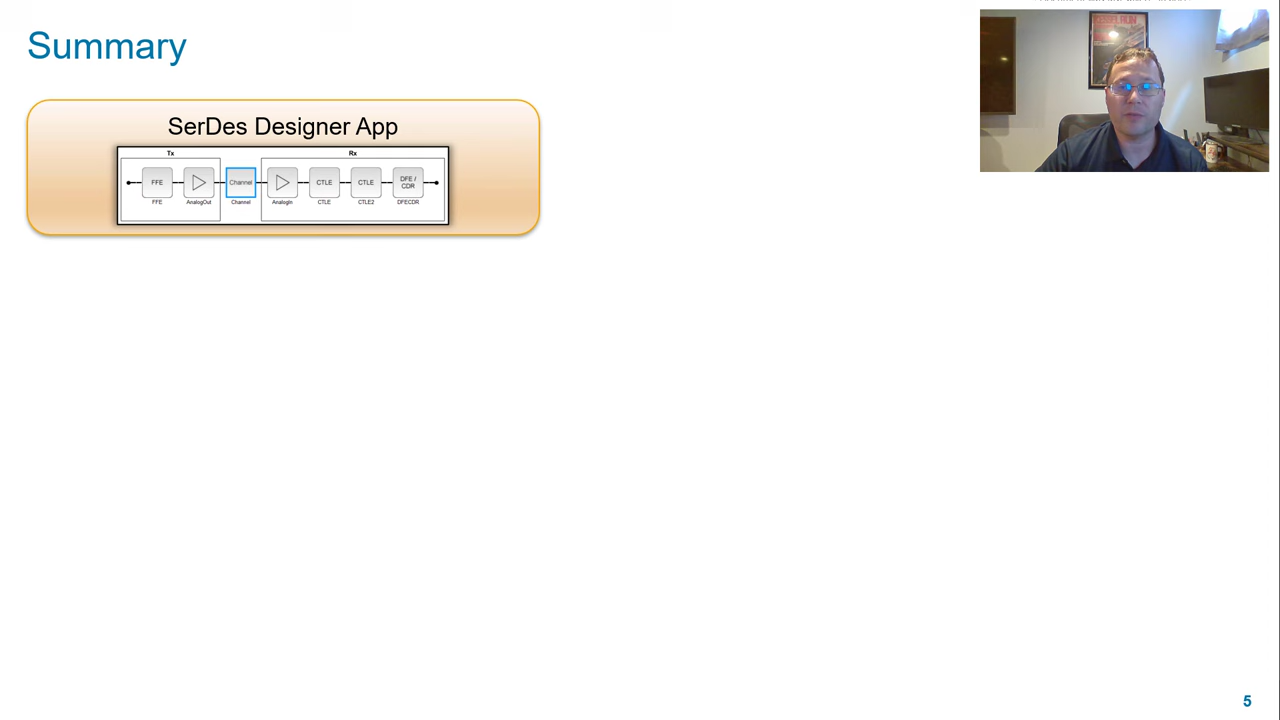 Summary
SerDes Designer App
Tx Rx
FFE Channel CTLE CTLE DFE / CDR
FFE AnalogOut Channel AnalogIn CTLE CTLE2 DFECDR
5